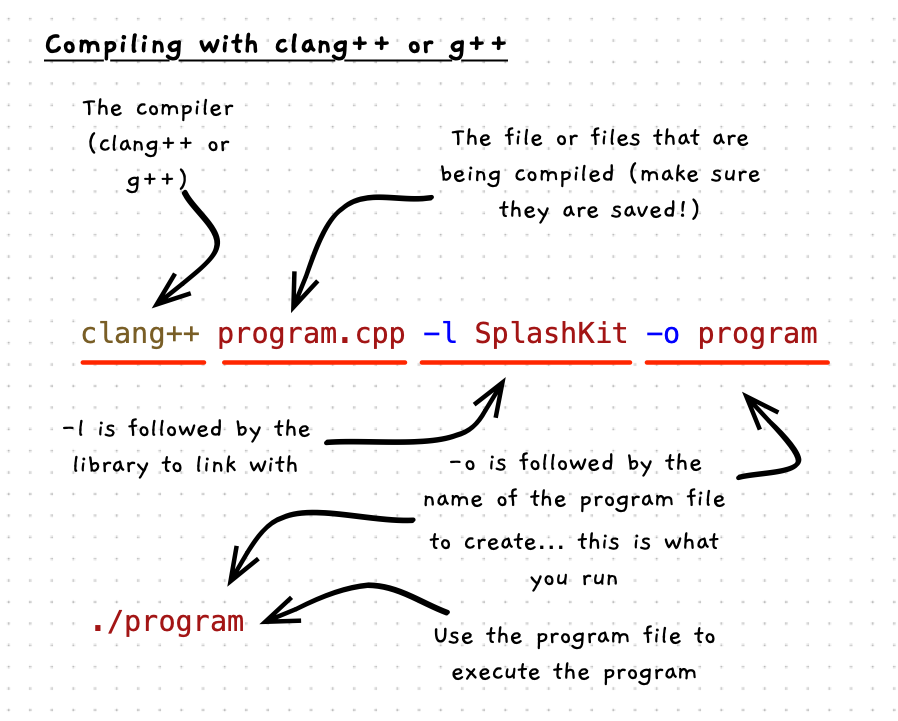 Compiling with clang++ or g++
The compiler
(clang++ or
g++)
The file or files that are
being compiled (make sure
they are saved!)
clang++ program.cpp -l SplashKit -o program
-l is followed by the
library to link with
-o is followed by the
name of the program file
to create... this is what
you run
./program
Use the program file to
execute the program